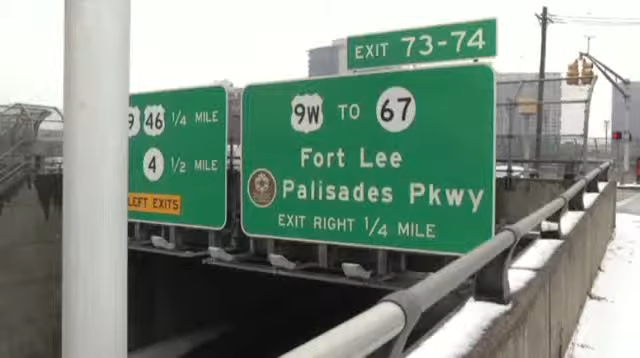 9 46 1/4 MILE
4 1/2 MILE
LEFT EXITS
EXIT 73-74
9W TO 67
Fort Lee
Palisades Pkwy
EXIT RIGHT 1/4 MILE